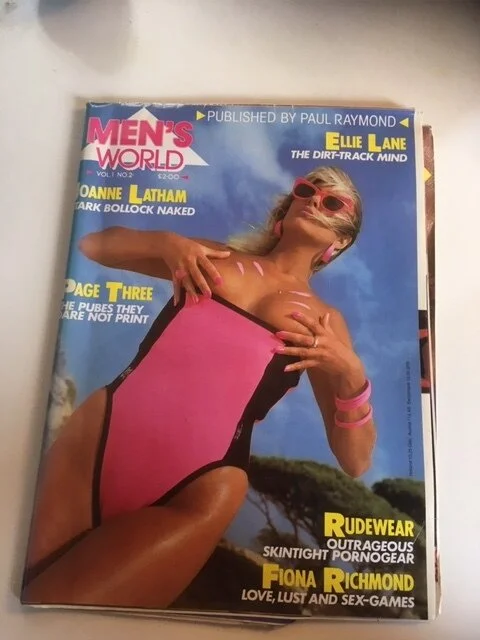 PUBLISHED BY PAUL RAYMOND
MEN'S
WORLD
VOL 1 NO 2 £2·00
ELLIE LANE
THE DIRT-TRACK MIND
JOANNE LATHAM
TARK BOLLOCK NAKED
PAGE THREE
HE PUBES THEY
DARE NOT PRINT
RUDEWEAR
OUTRAGEOUS
SKINTIGHT PORNOGEAR
FIONA RICHMOND
LOVE, LUST AND SEX-GAMES